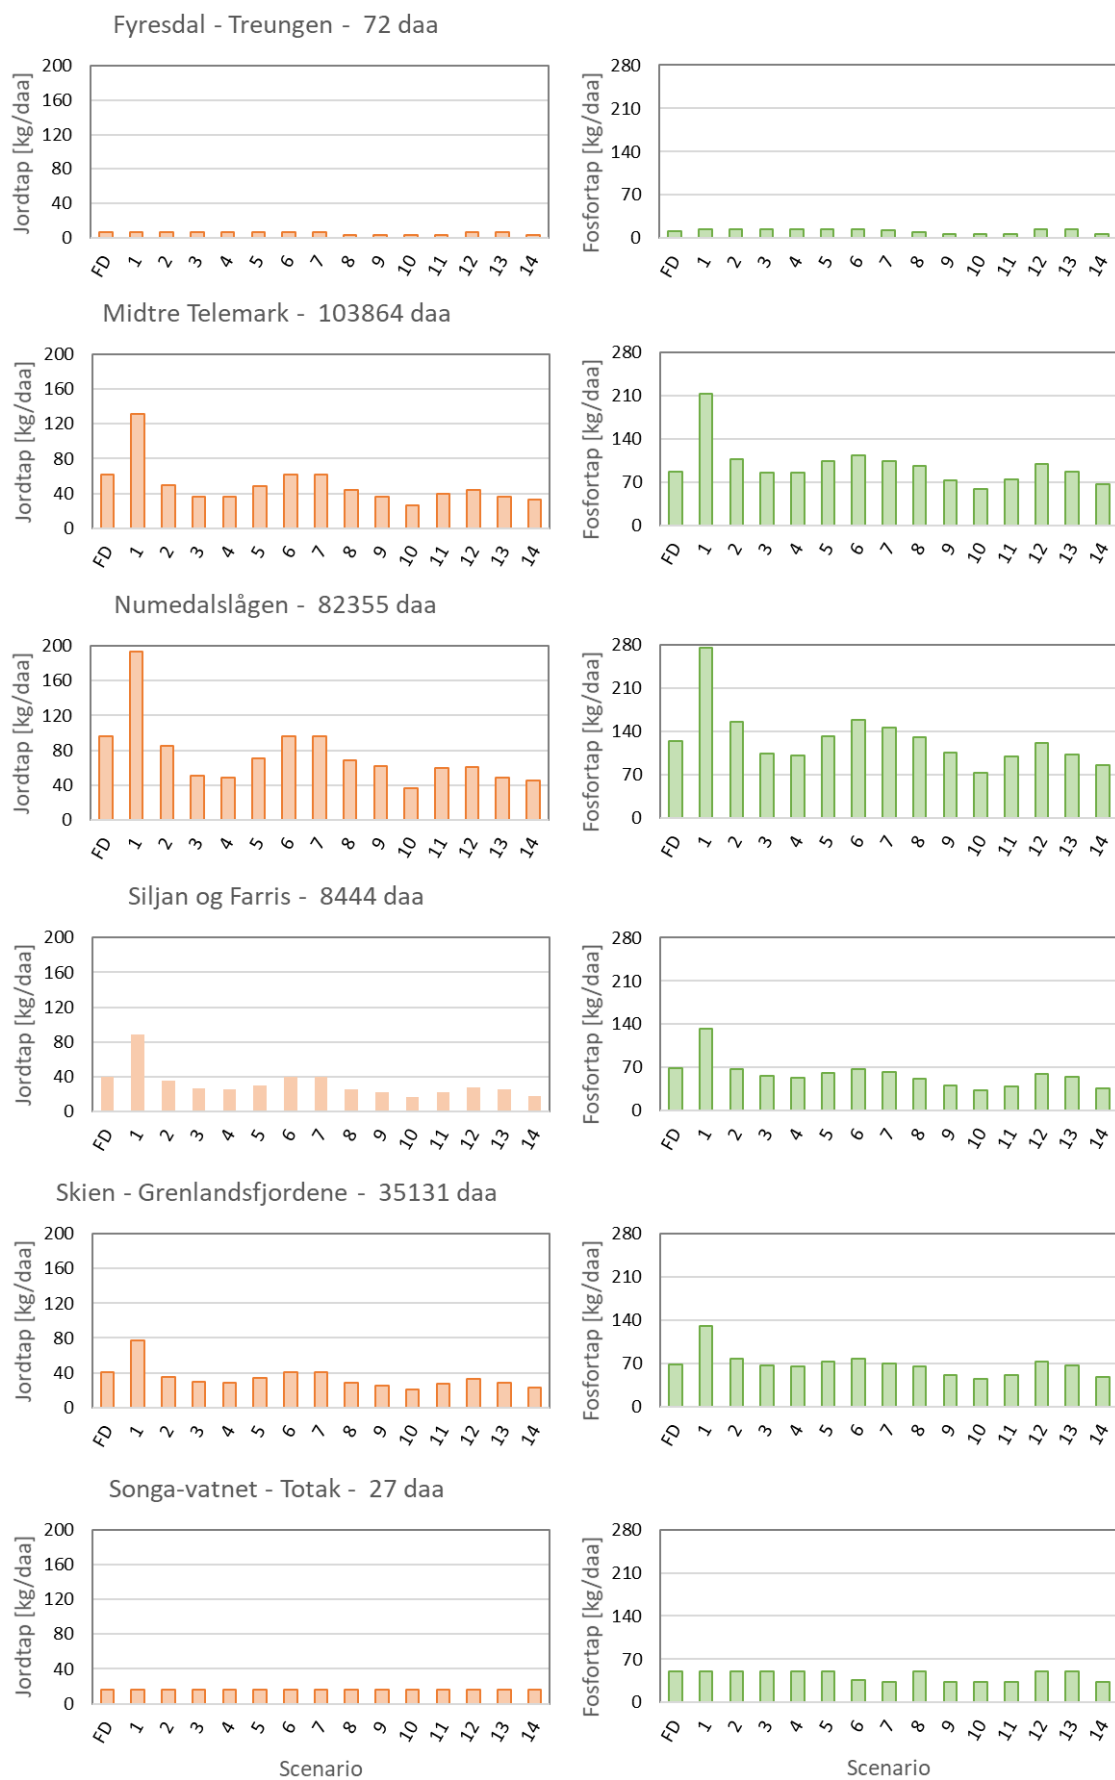 Fyresdal - Treungen - 72 daa
Jordtap [kg/daa]
200
160
120
80
40
0
FD 1 2 3 4 5 6 7 8 9 10 11 12 13 14
Fosfortap [kg/daa]
280
210
140
70
0
FD 1 2 3 4 5 6 7 8 9 10 11 12 13 14
Midtre Telemark - 103864 daa
Jordtap [kg/daa]
200
160
120
80
40
0
FD 1 2 3 4 5 6 7 8 9 10 11 12 13 14
Fosfortap [kg/daa]
280
210
140
70
0
FD 1 2 3 4 5 6 7 8 9 10 11 12 13 14
Numedalslågen - 82355 daa
Jordtap [kg/daa]
200
160
120
80
40
0
FD 1 2 3 4 5 6 7 8 9 10 11 12 13 14
Fosfortap [kg/daa]
280
210
140
70
0
FD 1 2 3 4 5 6 7 8 9 10 11 12 13 14
Siljan og Farris - 8444 daa
Jordtap [kg/daa]
200
160
120
80
40
0
FD 1 2 3 4 5 6 7 8 9 10 11 12 13 14
Fosfortap [kg/daa]
280
210
140
70
0
FD 1 2 3 4 5 6 7 8 9 10 11 12 13 14
Skien - Grenlandsfjordene - 35131 daa
Jordtap [kg/daa]
200
160
120
80
40
0
FD 1 2 3 4 5 6 7 8 9 10 11 12 13 14
Fosfortap [kg/daa]
280
210
140
70
0
FD 1 2 3 4 5 6 7 8 9 10 11 12 13 14
Songa-vatnet - Totak - 27 daa
Jordtap [kg/daa]
200
160
120
80
40
0
FD 1 2 3 4 5 6 7 8 9 10 11 12 13 14
Scenario
Fosfortap [kg/daa]
280
210
140
70
0
FD 1 2 3 4 5 6 7 8 9 10 11 12 13 14
Scenario